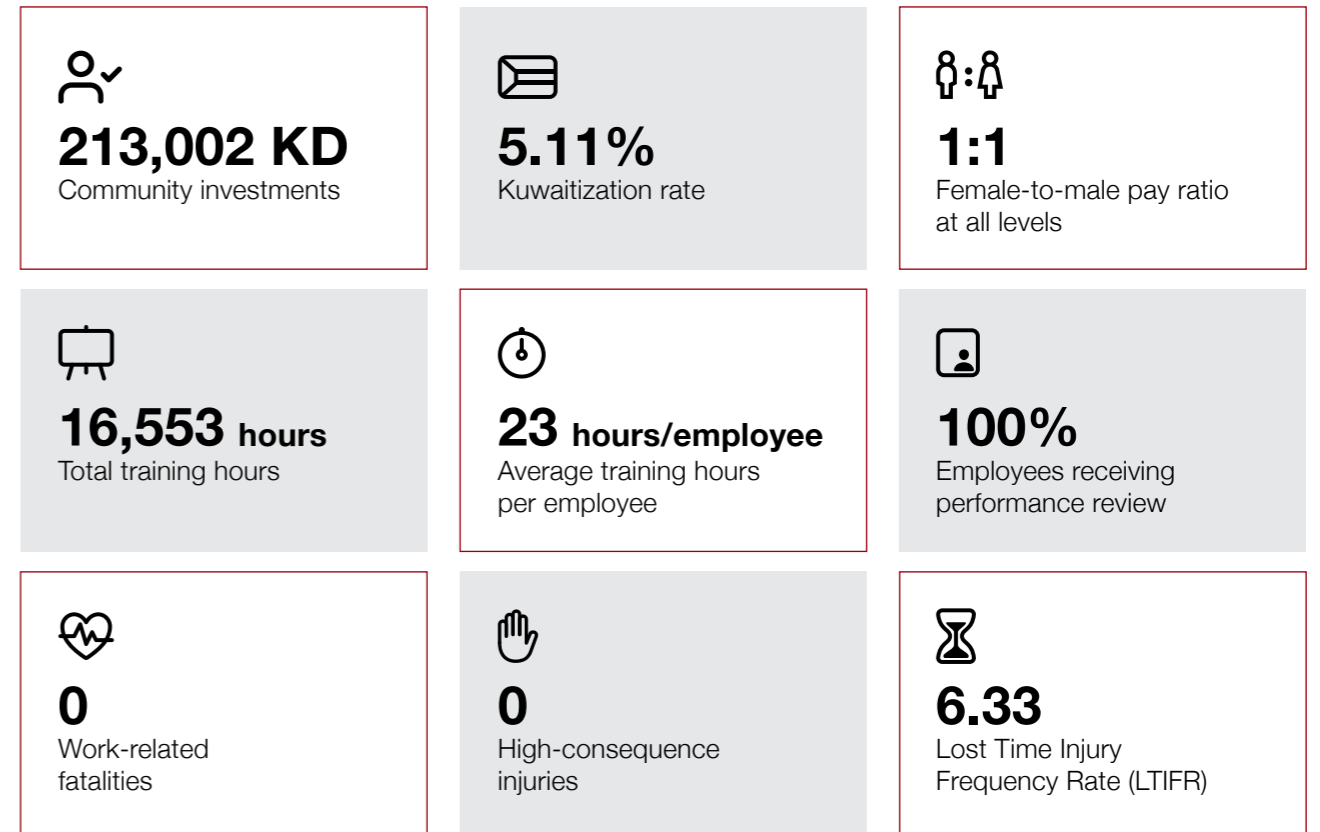 213,002 KD
Community investments
5.11%
Kuwaitization rate
1:1
Female-to-male pay ratio
at all levels
16,553 hours
Total training hours
23 hours/employee
Average training hours
per employee
100%
Employees receiving
performance review
0
Work-related
fatalities
0
High-consequence
injuries
6.33
Lost Time Injury
Frequency Rate (LTIFR)